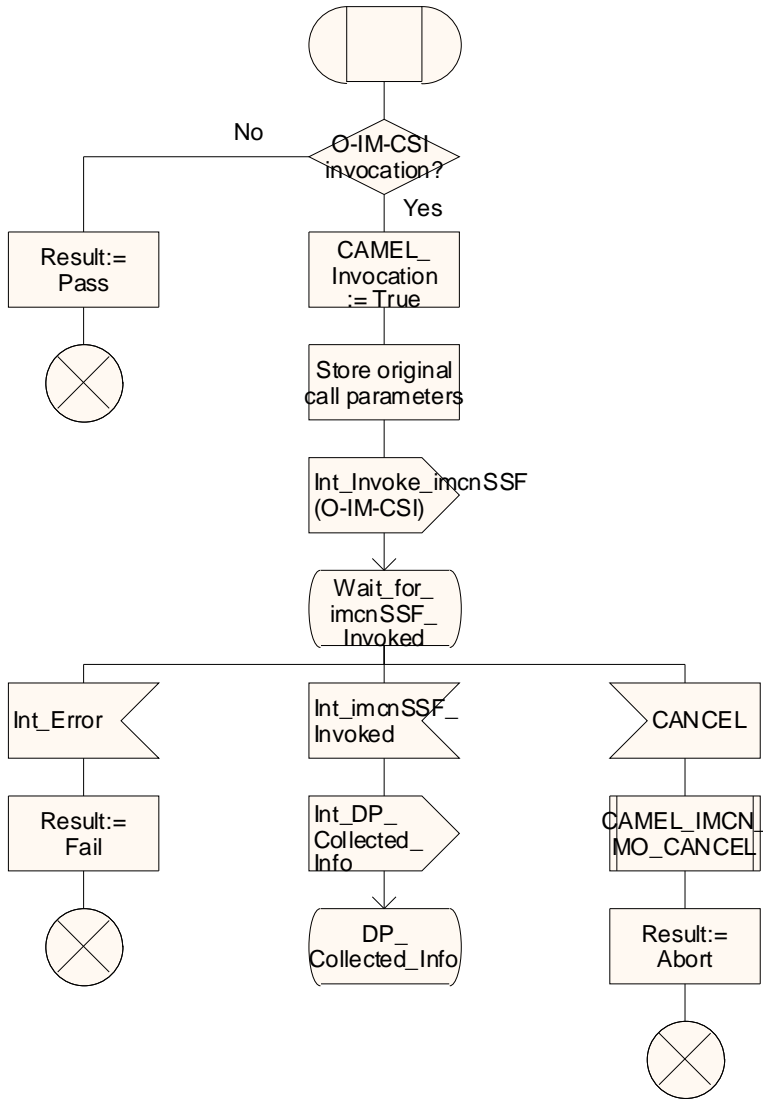 No
O-IM-CSI
invocation?
Yes
Result:=
Pass
CAMEL_
Invocation
:= True
Store original
call parameters
Int_Invoke_imcnSSF
(O-IM-CSI)
Wait_for_
imcnSSF_
Invoked
Int_Error
Int_imcnSSF_
Invoked
CANCEL
Result:=
Fail
Int_DP_
Collected_
Info
CAMEL_IMCN_
MO_CANCEL
DP_
Collected_Info
Result:=
Abort